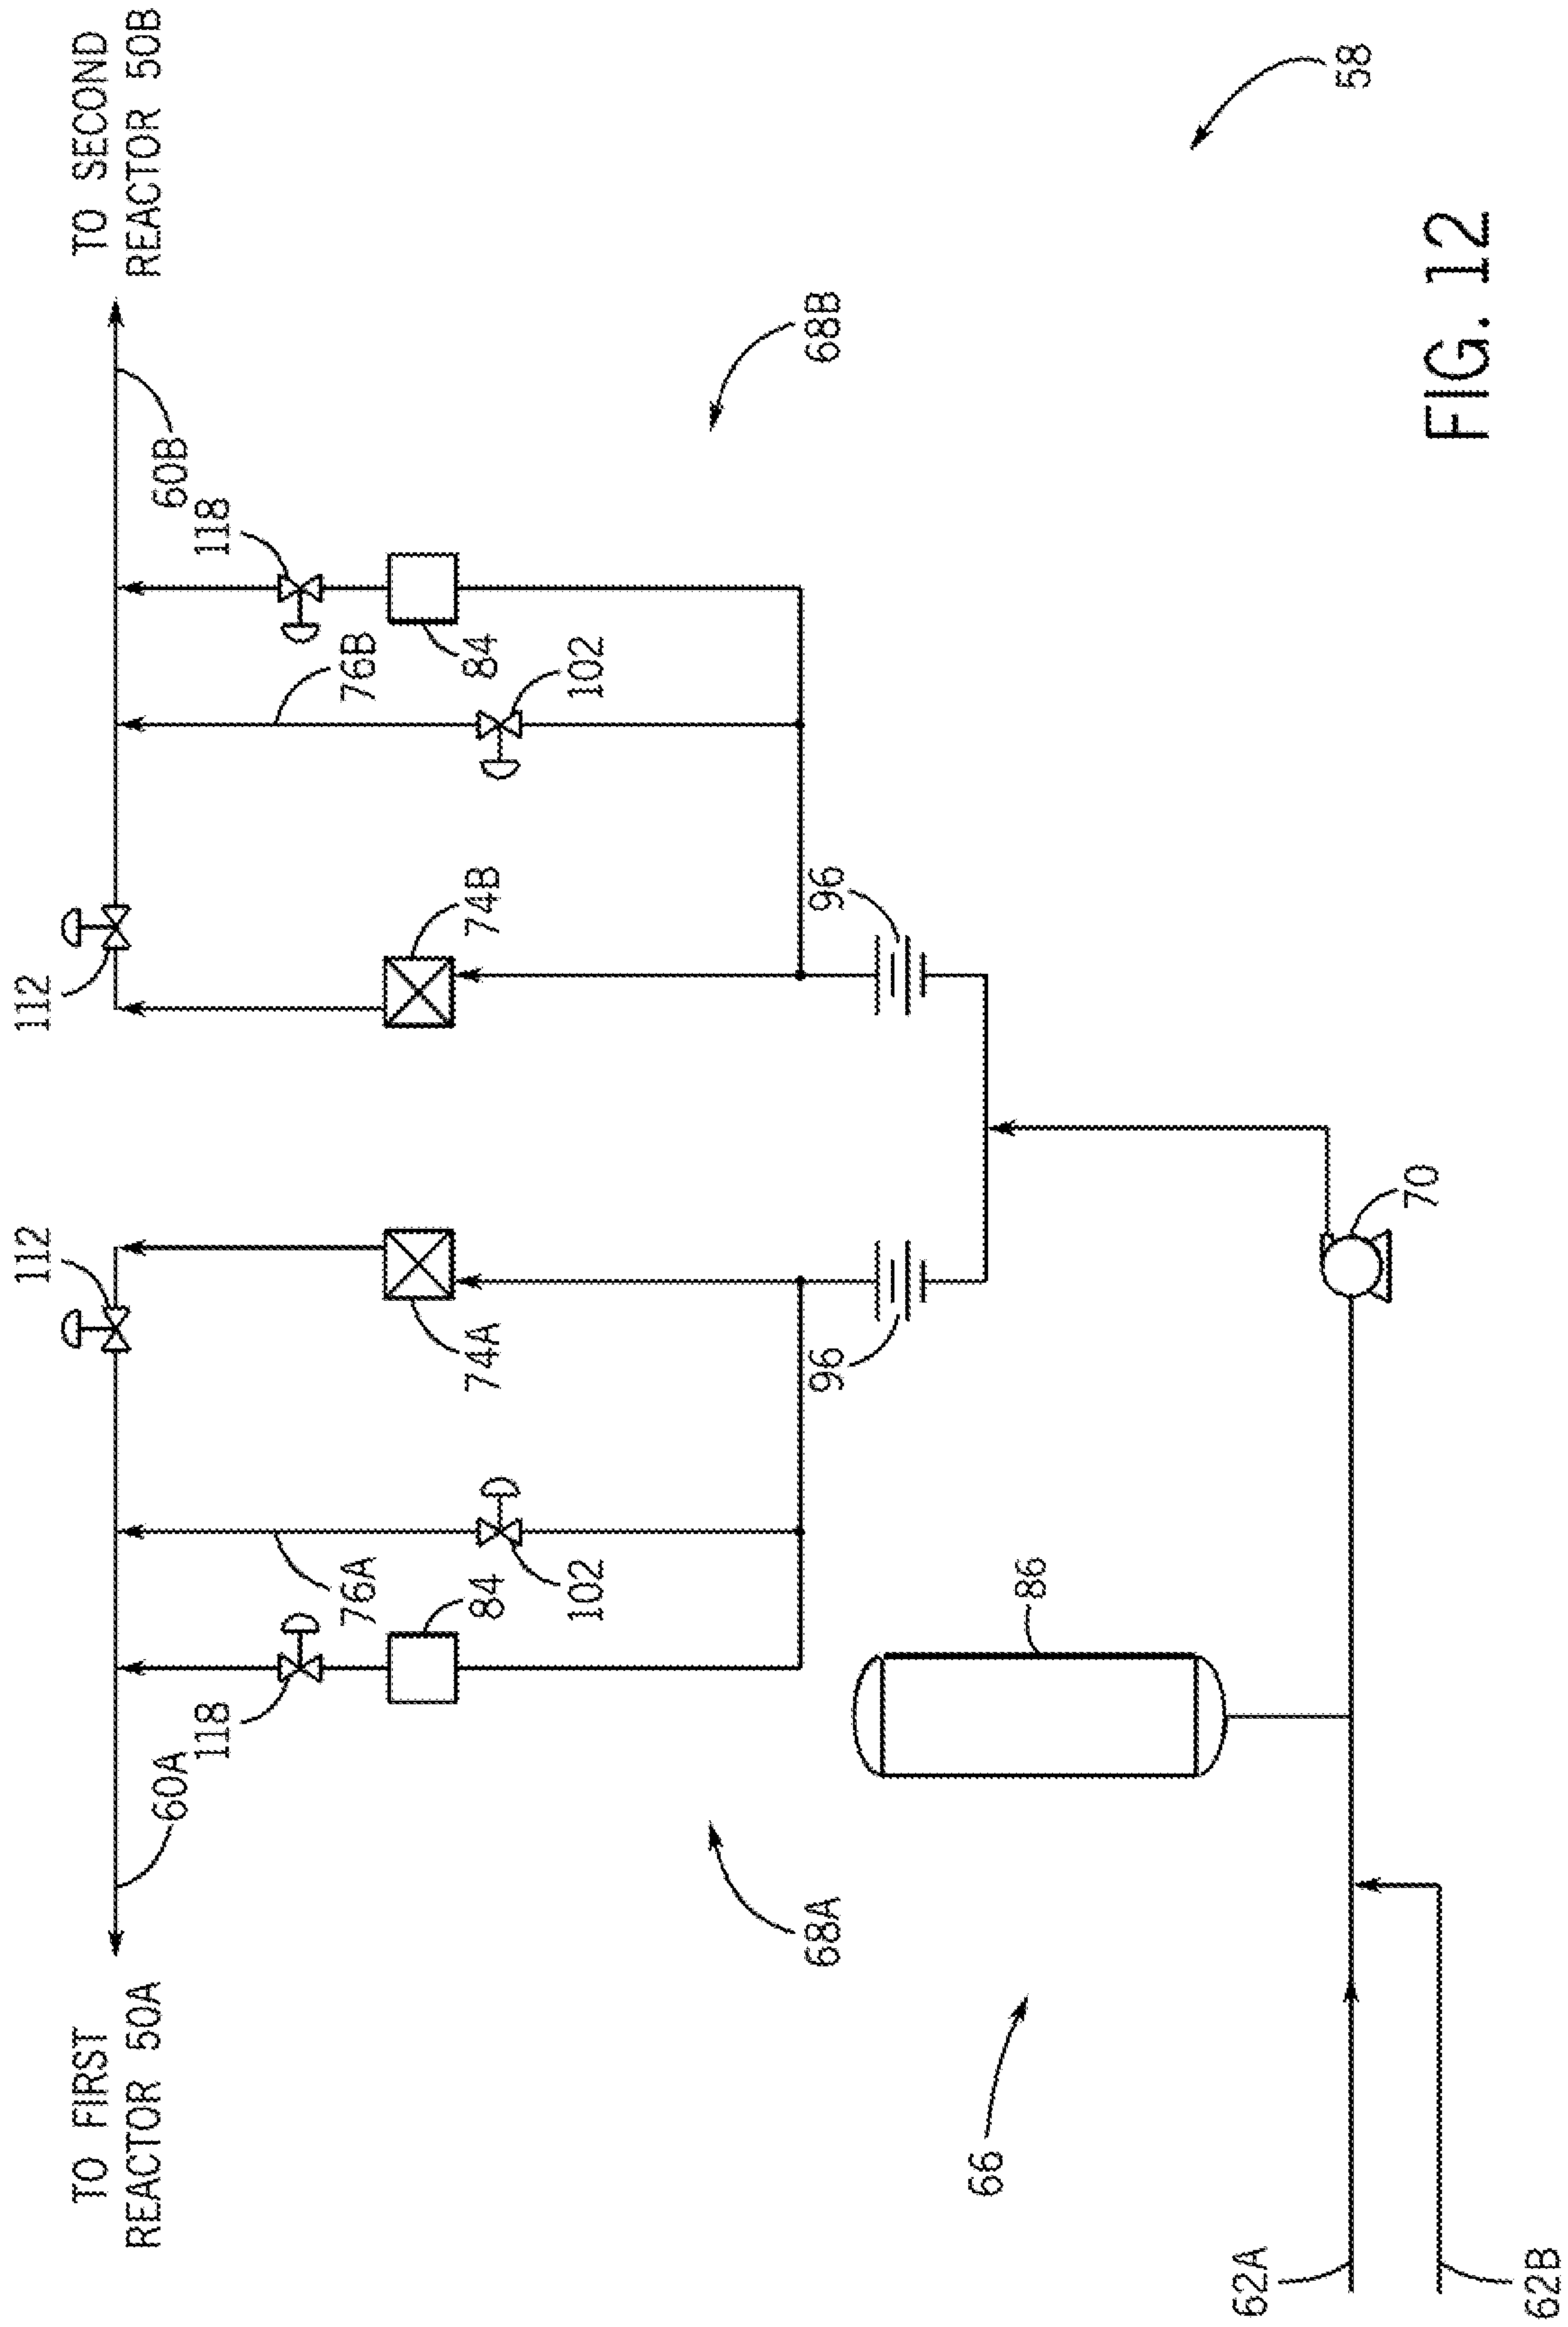 TO FIRST
REACTOR 50A
TO SECOND
REACTOR 50B
112
112
60A
118
76A
84
102
74A
74B
102
84
76B
118
60B
68A
96
96
68B
66
86
70
58
62A
62B
FIG. 12